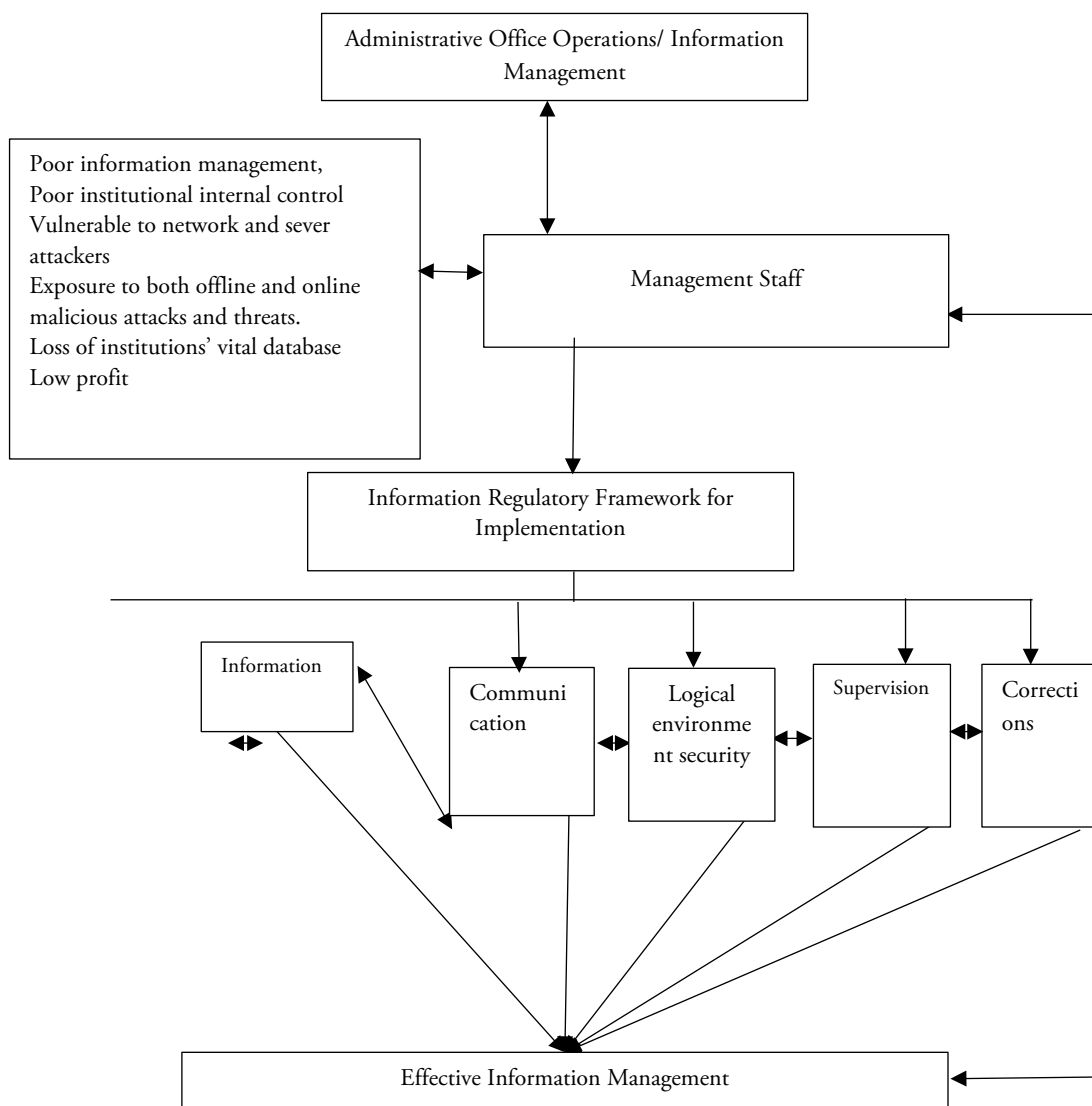 Administrative Office Operations/ Information
Management
Poor information management,
Poor institutional internal control
Vulnerable to network and sever
attackers
Exposure to both offline and online
malicious attacks and threats.
Loss of institutions’ vital database
Low profit
Management Staff
Information Regulatory Framework for
Implementation
Information
Communi
cation
Logical
environme
nt security
Supervision
Correcti
ons
Effective Information Management